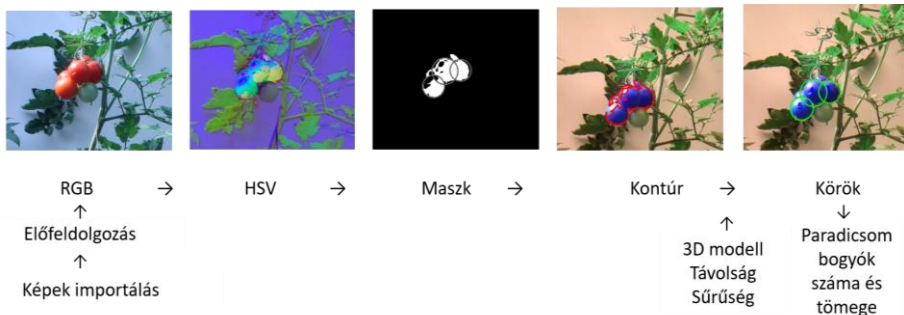 RGB → HSV → Maszk → Kontúr → Körök
↑
Előfeldolgozás
↑
Képek importálás
↑
3D modell
Távolság
Sűrűség
↓
Paradicsom
bogyók
száma és
tömege